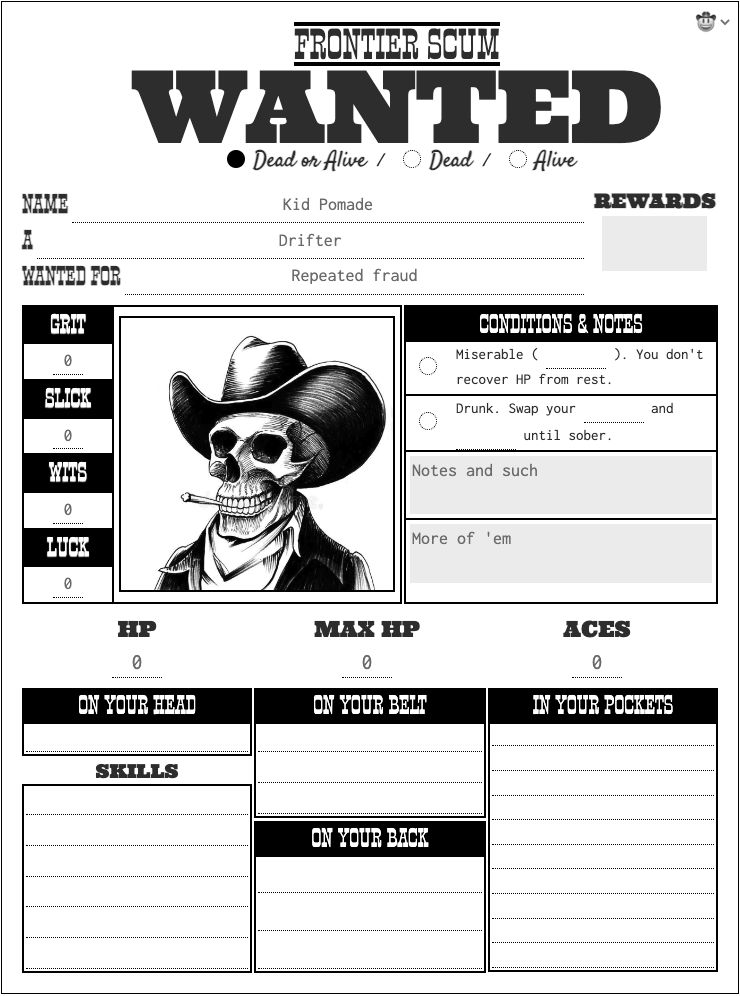 FRONTIER SCUM
WANTED
Dead or Alive / Dead / Alive
NAME Kid Pomade
REWARDS
A Drifter
WANTED FOR Repeated fraud
GRIT
0
SLICK
0
WITS
0
LUCK
0
CONDITIONS & NOTES
Miserable ( ). You don't
recover HP from rest.
Drunk. Swap your and
until sober.
Notes and such
More of 'em
HP MAX HP ACES
0 0 0
ON YOUR HEAD
SKILLS
ON YOUR BELT
ON YOUR BACK
IN YOUR POCKETS